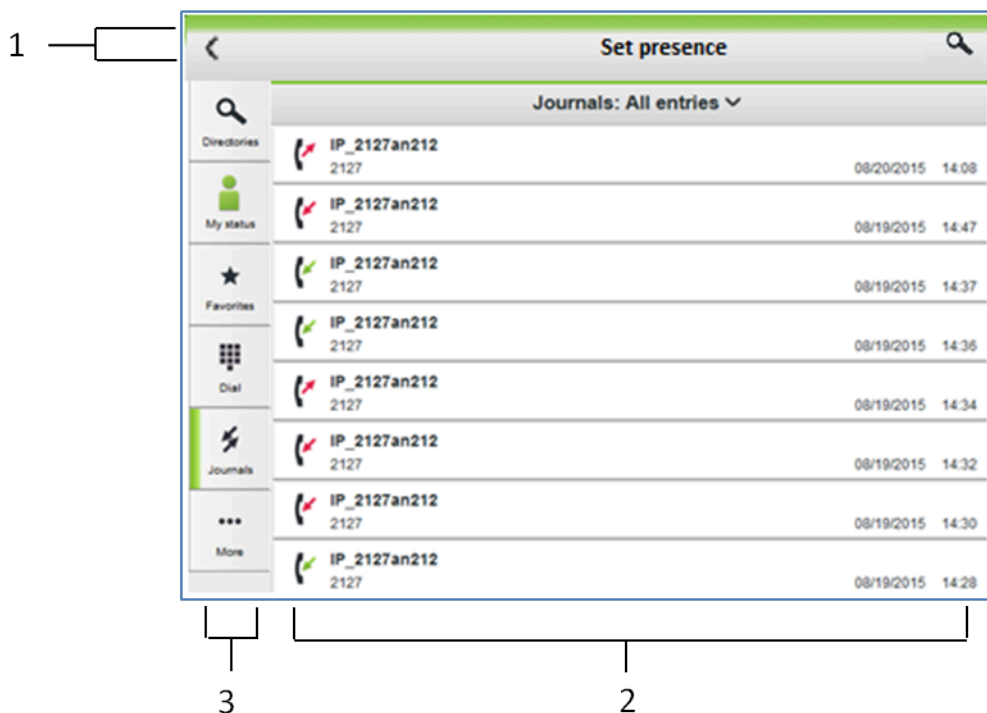 1
Set presence
Journals: All entries
Directories
My status
Favorites
Dial
Journals
More
IP_2127an212
2127 08/20/2015 14:08
IP_2127an212
2127 08/19/2015 14:47
IP_2127an212
2127 08/19/2015 14:37
IP_2127an212
2127 08/19/2015 14:36
IP_2127an212
2127 08/19/2015 14:34
IP_2127an212
2127 08/19/2015 14:32
IP_2127an212
2127 08/19/2015 14:30
IP_2127an212
2127 08/19/2015 14:28
3
2